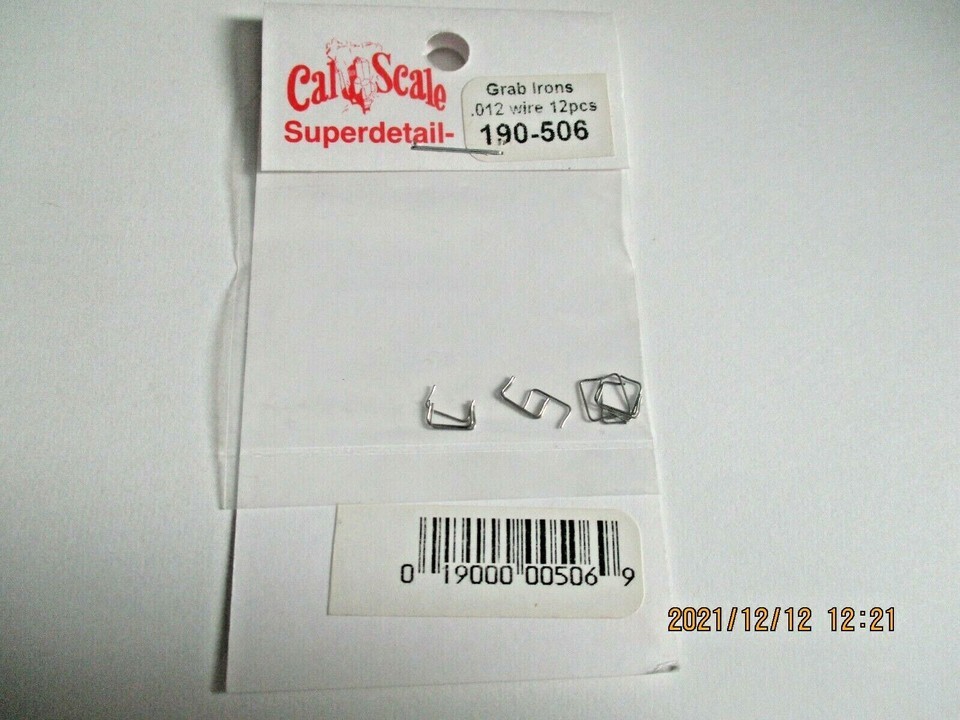 Cal Scale
Superdetail-
Grab Irons
.012 wire 12pcs
190-506
0 19000 00506 9
2021/12/12 12:21